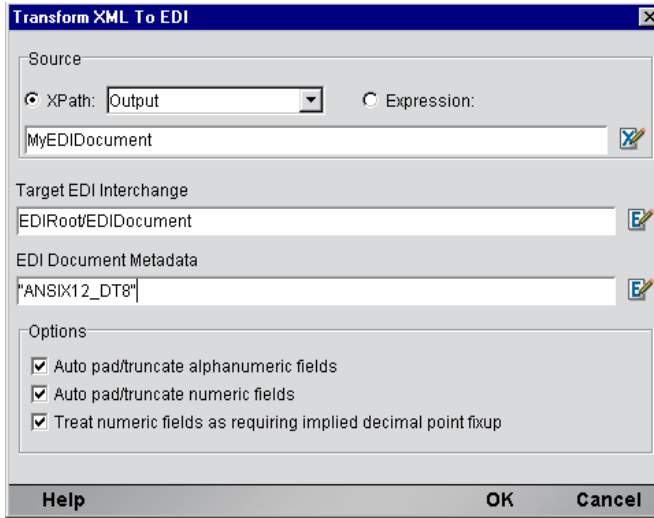 Transform XML To EDI
Source
XPath: Output Expression:
MyEDIDocument
Target EDI Interchange
EDIRoot/EDIDocument
EDI Document Metadata
"ANSIX12_DT8"
Options
Auto pad/truncate alphanumeric fields
Auto pad/truncate numeric fields
Treat numeric fields as requiring implied decimal point fixup
Help OK Cancel